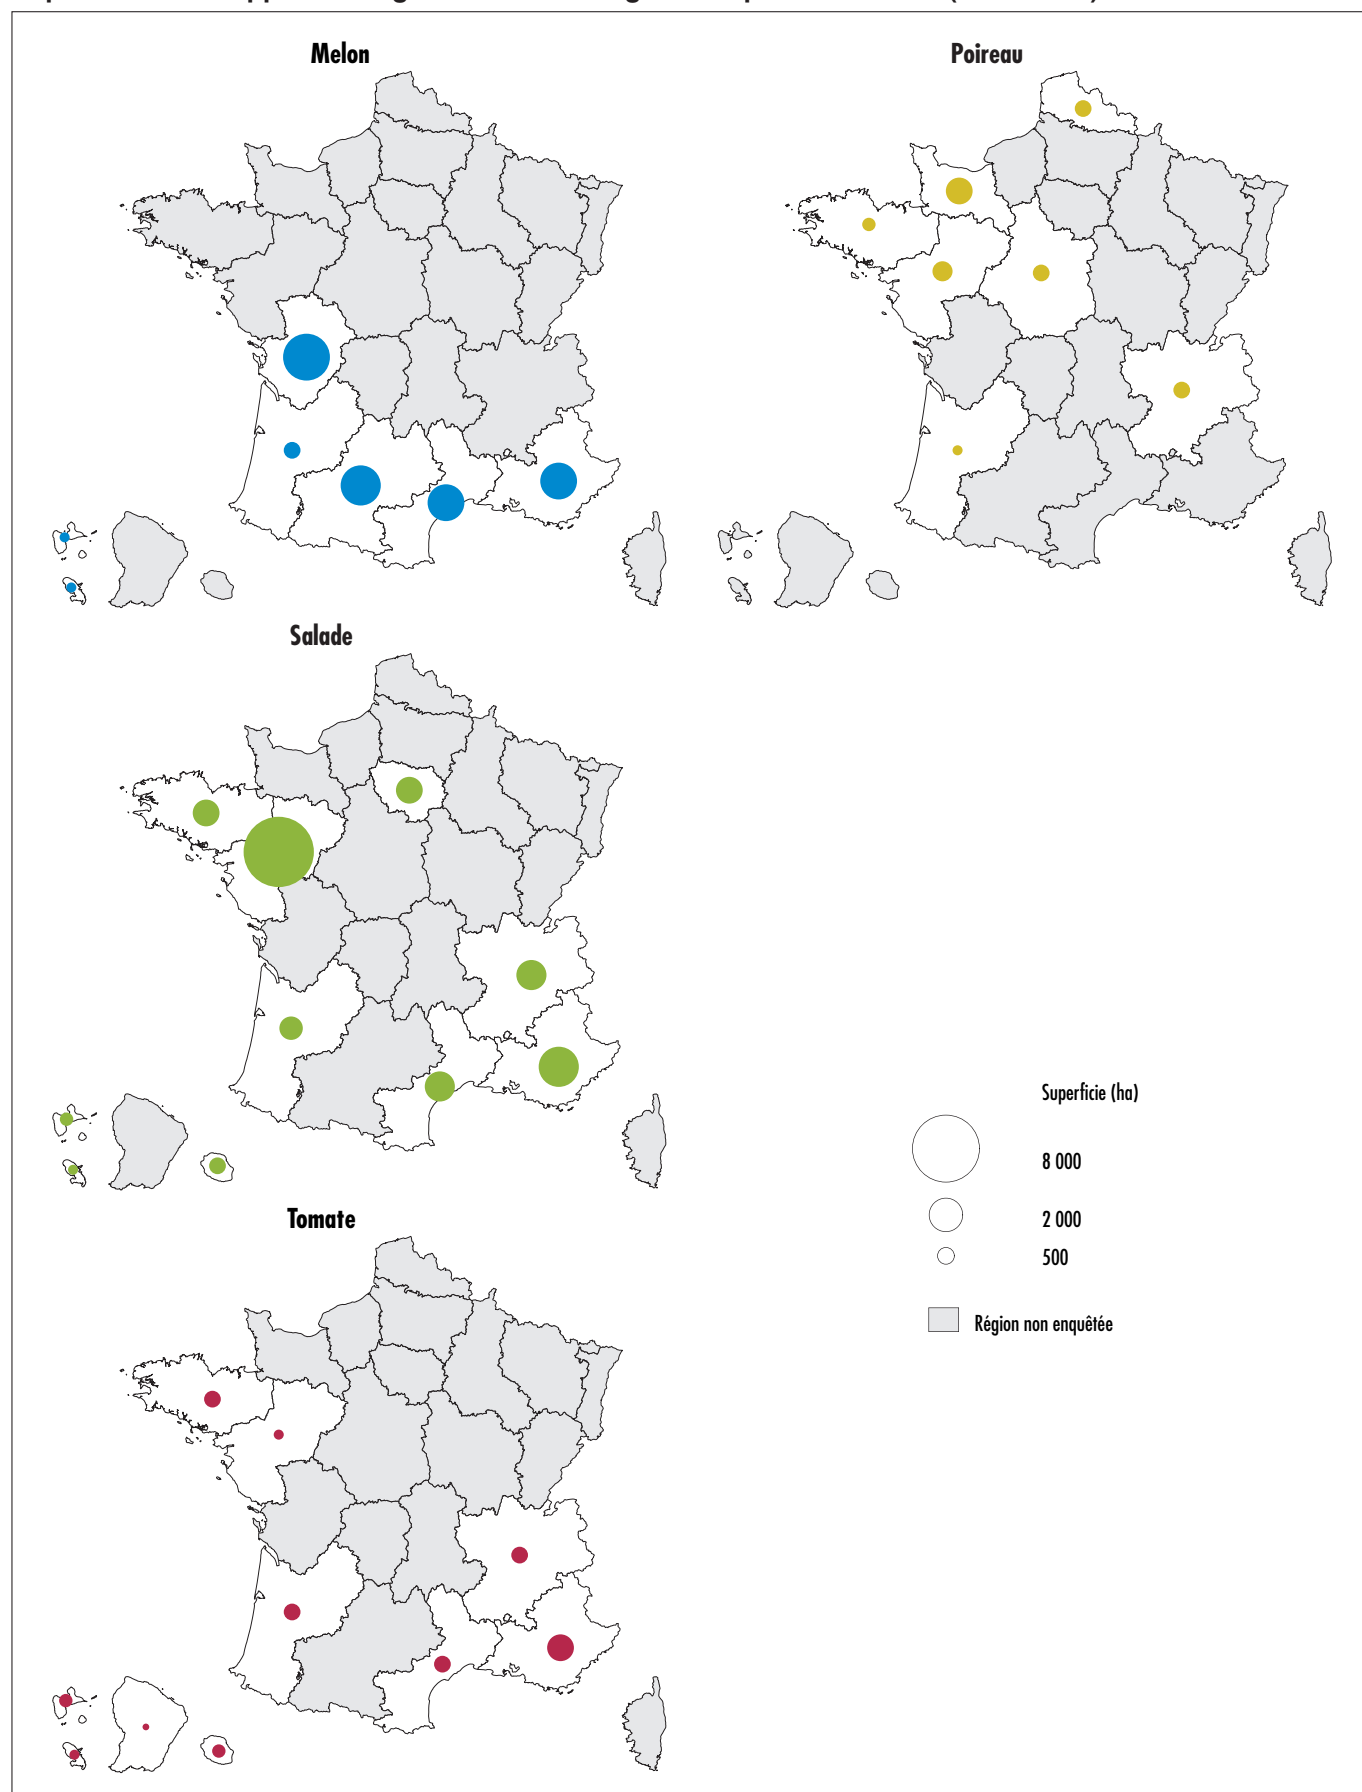 Melon
Poireau
Salade
Superficie (ha)
8 000
2 000
500
Région non enquêtée
Tomate